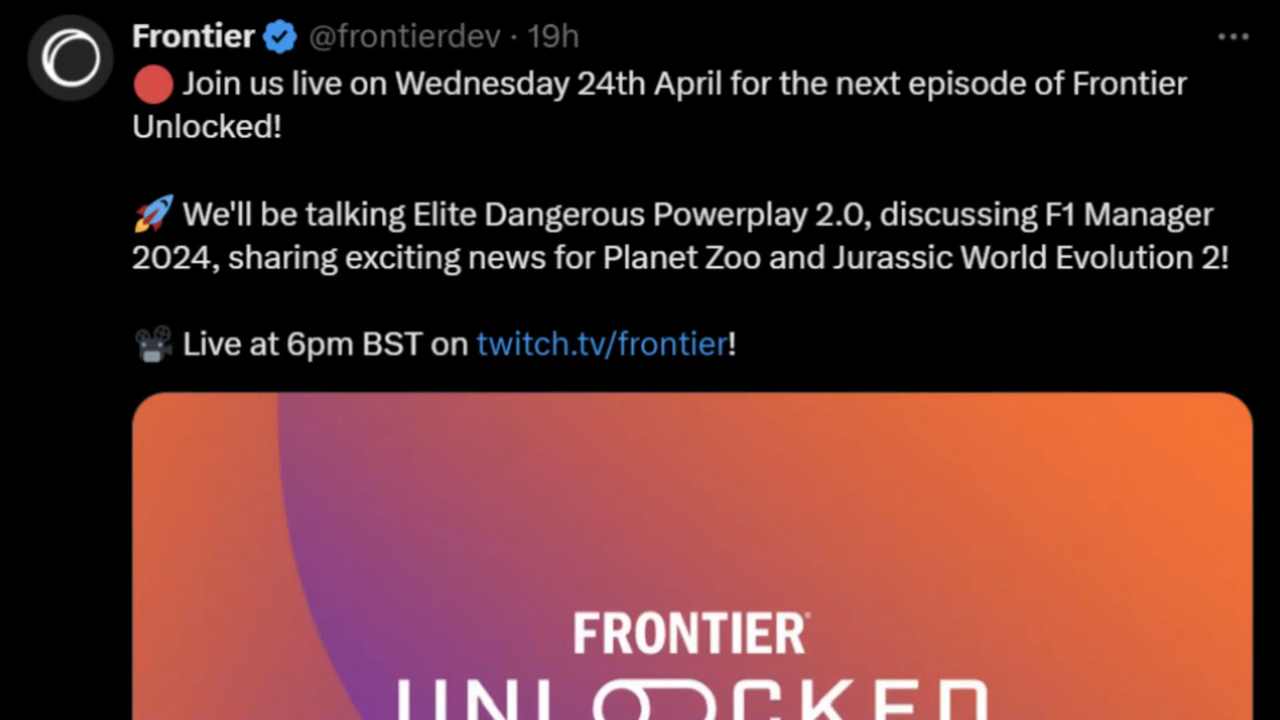 Frontier @frontierdev · 19h
🔴 Join us live on Wednesday 24th April for the next episode of Frontier
Unlocked!
🚀 We'll be talking Elite Dangerous Powerplay 2.0, discussing F1 Manager
2024, sharing exciting news for Planet Zoo and Jurassic World Evolution 2!
🎥 Live at 6pm BST on twitch.tv/frontier!
FRONTIER
UNLOCKED